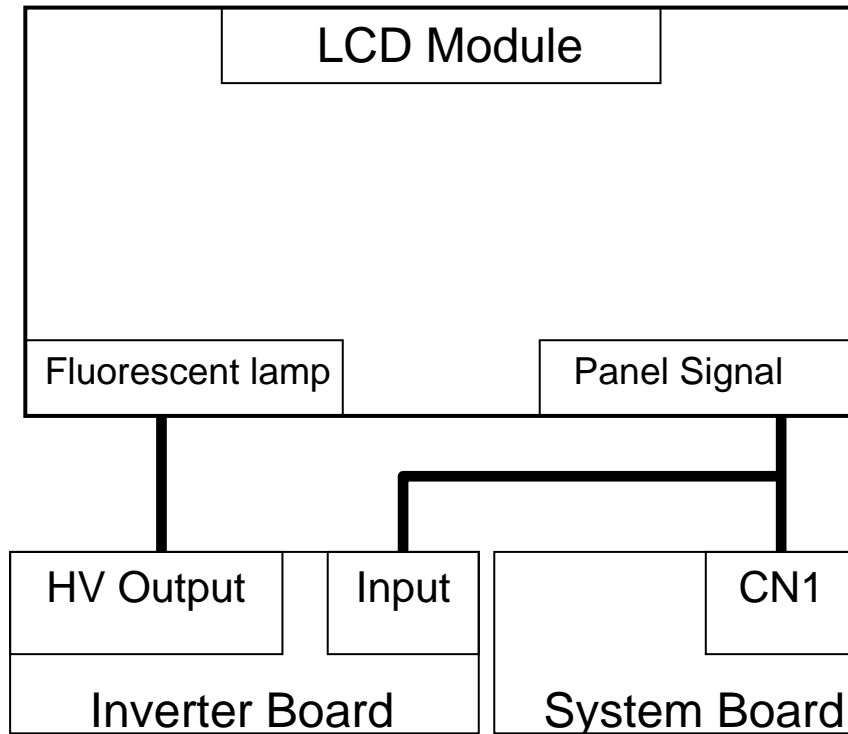 LCD Module
Fluorescent lamp
Panel Signal
HV Output
Input
CN1
Inverter Board
System Board